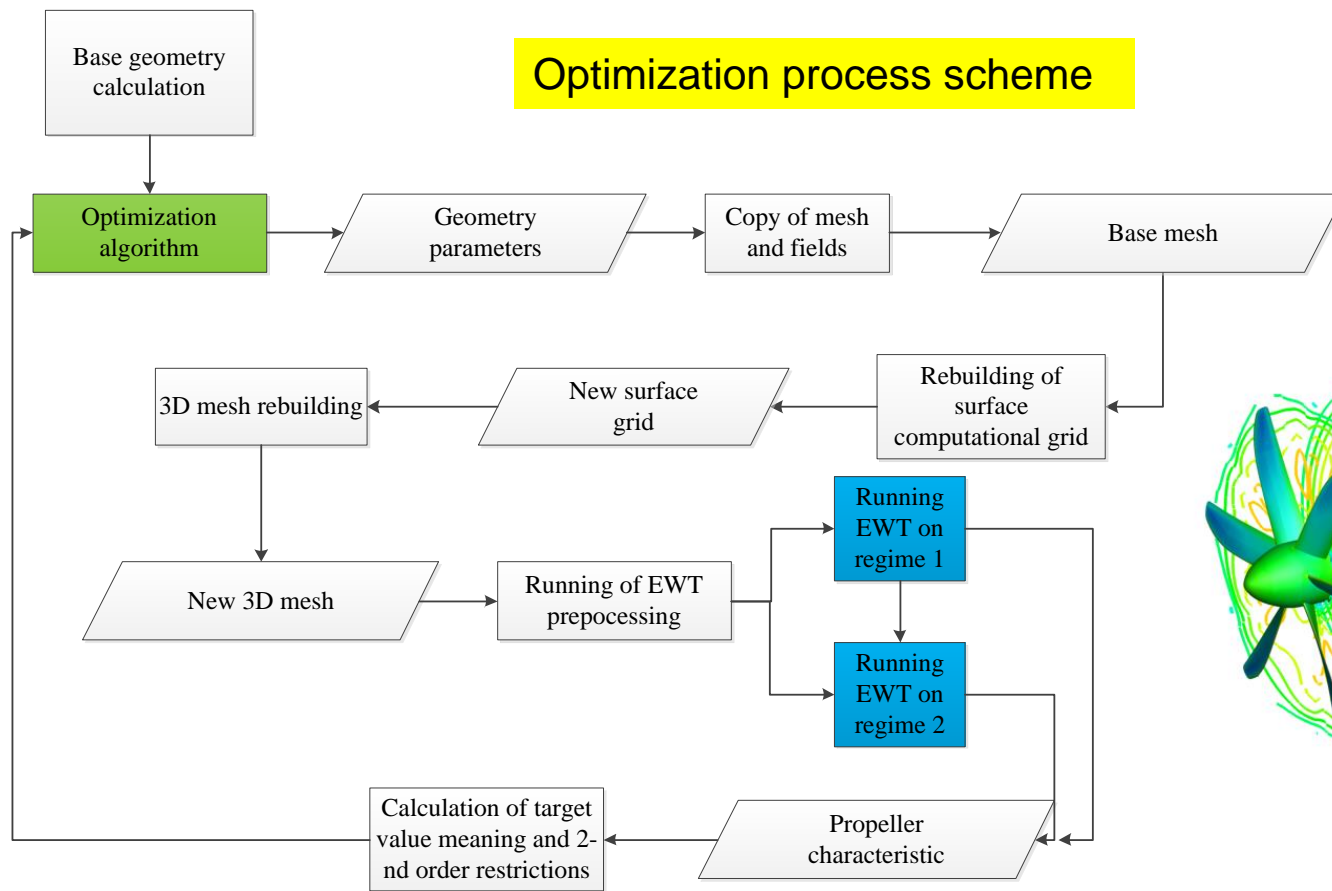 Base geometry
calculation
Optimization process scheme
Optimization
algorithm
Geometry
parameters
Copy of mesh
and fields
Base mesh
3D mesh rebuilding
New surface
grid
Rebuilding of
surface
computational grid
New 3D mesh
Running of EWT
prepocessing
Running
EWT on
regime 1
Running
EWT on
regime 2
Calculation of target
value meaning and 2-
nd order restrictions
Propeller
characteristic